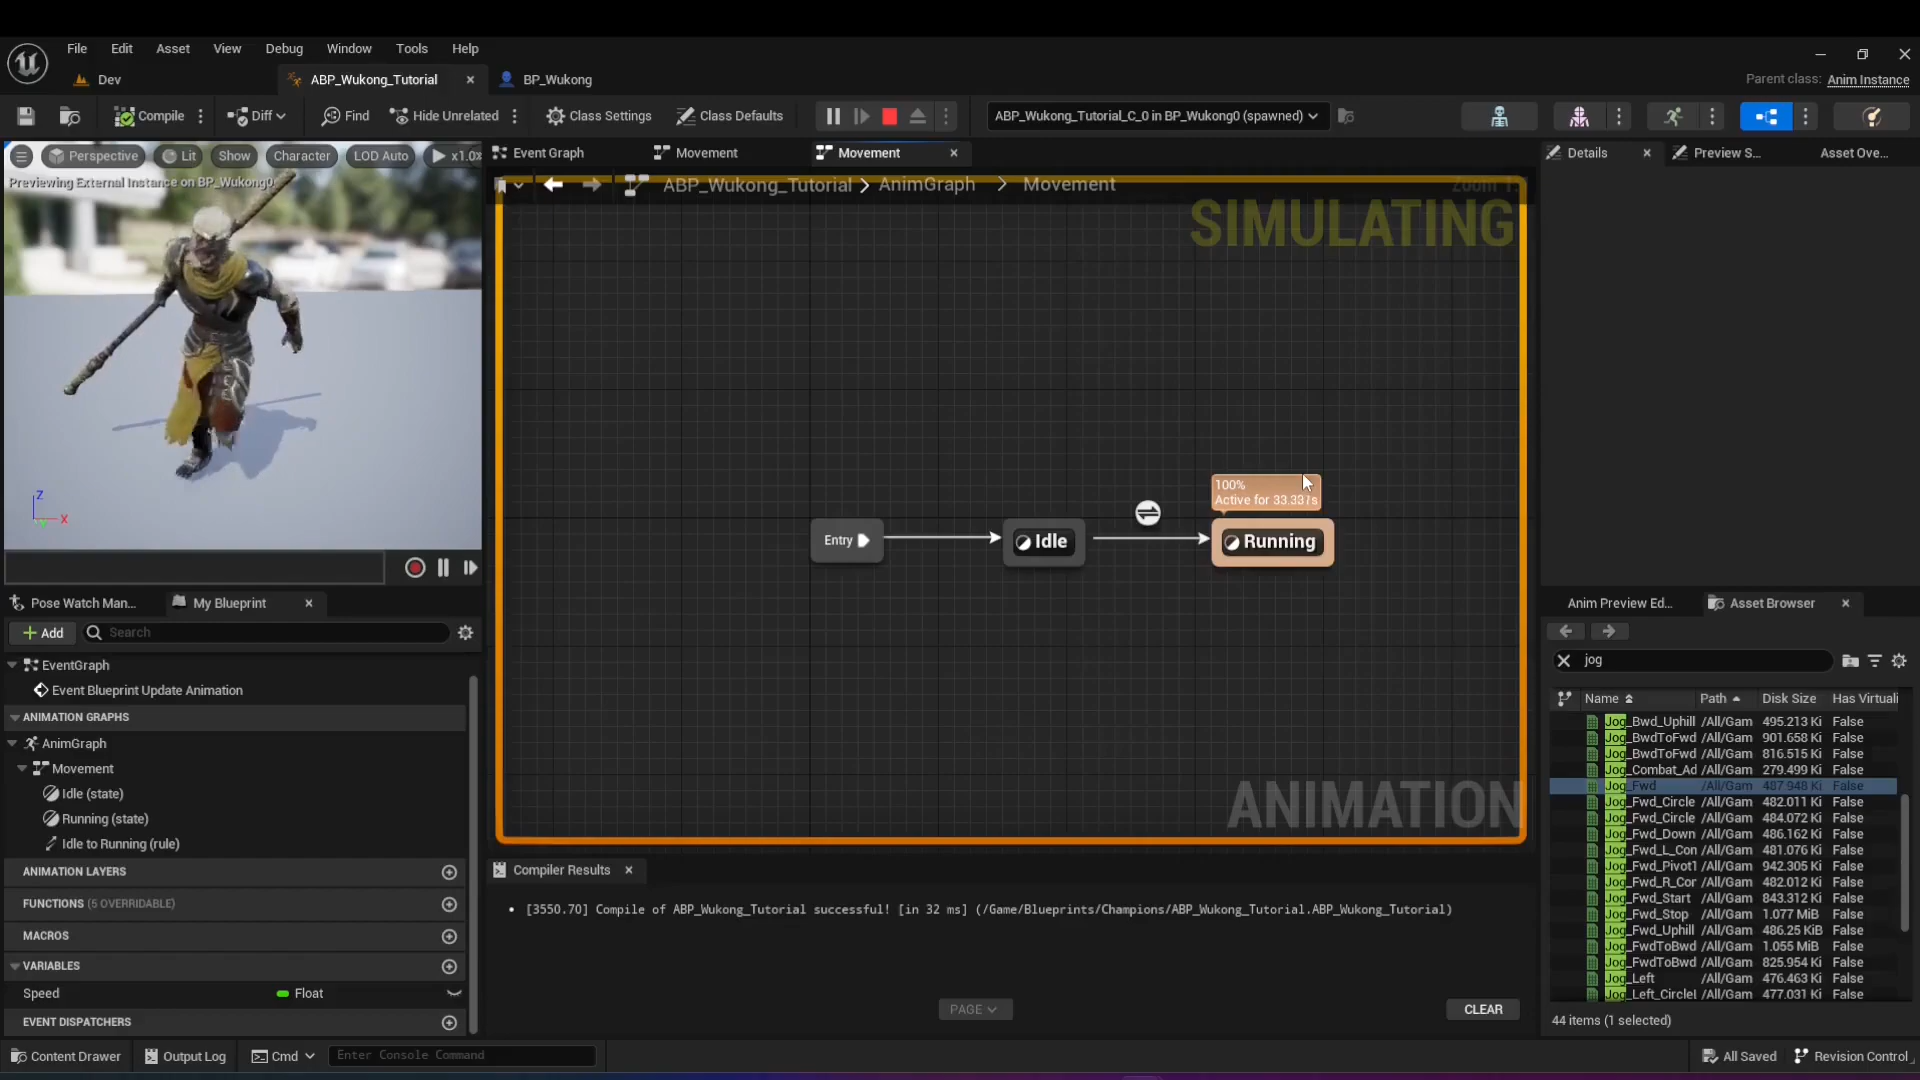 File Edit Asset View Debug Window Tools Help
Dev ABP_Wukong_Tutorial BP_Wukong Parent class: Anim Instance
Compile Diff Find Hide Unrelated Class Settings Class Defaults ABP_Wukong_Tutorial_C_0 in BP_Wukong0 (spawned)
Perspective Lit Show Character LOD Auto x1.0x
Previewing External Instance on BP_Wukong0
Event Graph Movement Movement
ABP_Wukong_Tutorial > AnimGraph > Movement
SIMULATING
100%
Active for
Entry Idle Running
ANIMATION
Z
X
Details Preview S... Asset Ove...
Pose Watch Man... My Blueprint
Add Search
EventGraph
Event Blueprint Update Animation
ANIMATION GRAPHS
AnimGraph
Movement
Idle (state)
Running (state)
Idle to Running (rule)
ANIMATION LAYERS
FUNCTIONS (5 OVERRIDABLE)
MACROS
VARIABLES
Speed Float
EVENT DISPATCHERS
Compiler Results
[3550.70] Compile of ABP_Wukong_Tutorial successful! [in 32 ms] (/Game/Blueprints/Champions/ABP_Wukong_Tutorial.ABP_Wukong_Tutorial)
PAGE CLEAR
Anim Preview Ed... Asset Browser
jog
Name Path Disk Size Has Virtuali
Jog_Bwd_Uphill /All/Gam 495.213 Ki False
Jog_BwdToFwd /All/Gam 901.658 Ki False
Jog_BwdToFwd /All/Gam 816.515 Ki False
Jog_Combat_Ad /All/Gam 279.499 Ki False
Jog_Fwd /All/Gam 487.948 Ki False
Jog_Fwd_Circle /All/Gam 482.011 Ki False
Jog_Fwd_Circle /All/Gam 484.072 Ki False
Jog_Fwd_Down /All/Gam 486.162 Ki False
Jog_Fwd_L_Con /All/Gam 481.076 Ki False
Jog_Fwd_Pivot1 /All/Gam 942.305 Ki False
Jog_Fwd_R_Cor /All/Gam 482.012 Ki False
Jog_Fwd_Start /All/Gam 843.312 Ki False
Jog_Fwd_Stop /All/Gam 1.077 MiB False
Jog_Fwd_Uphill /All/Gam 486.25 KiB False
Jog_FwdToBwd /All/Gam 1.055 MiB False
Jog_FwdToBwd /All/Gam 825.954 Ki False
Jog_Left /All/Gam 476.463 Ki False
Jog_Left_Circle /All/Gam 477.031 Ki False
44 items (1 selected)
Content Drawer Output Log Cmd Enter Console Command All Saved Revision Control